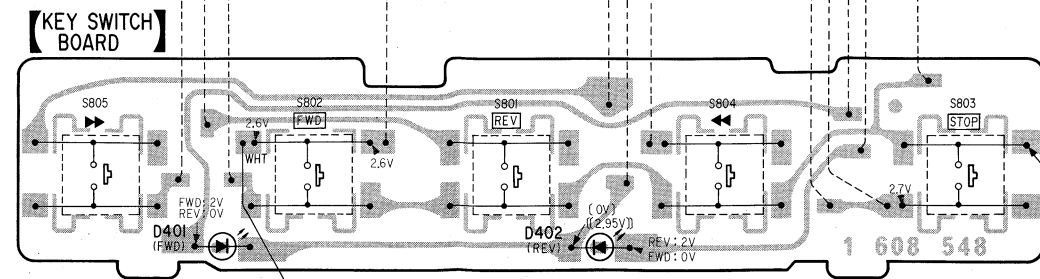 KEY SWITCH
BOARD
S805
S802
FWD
S801
REV
S804
S803
STOP
2.6V
WHT
2.6V
2.7V
FWD:2V
REV:0V
D401
(FWD)
D402
(REV)
(0V)
((2.95V))
REV:2V
FWD:0V
1 608 548